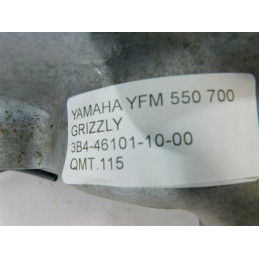 YAMAHA YFM 550 700
GRIZZLY
3B4-46101-10-00
QMT.115